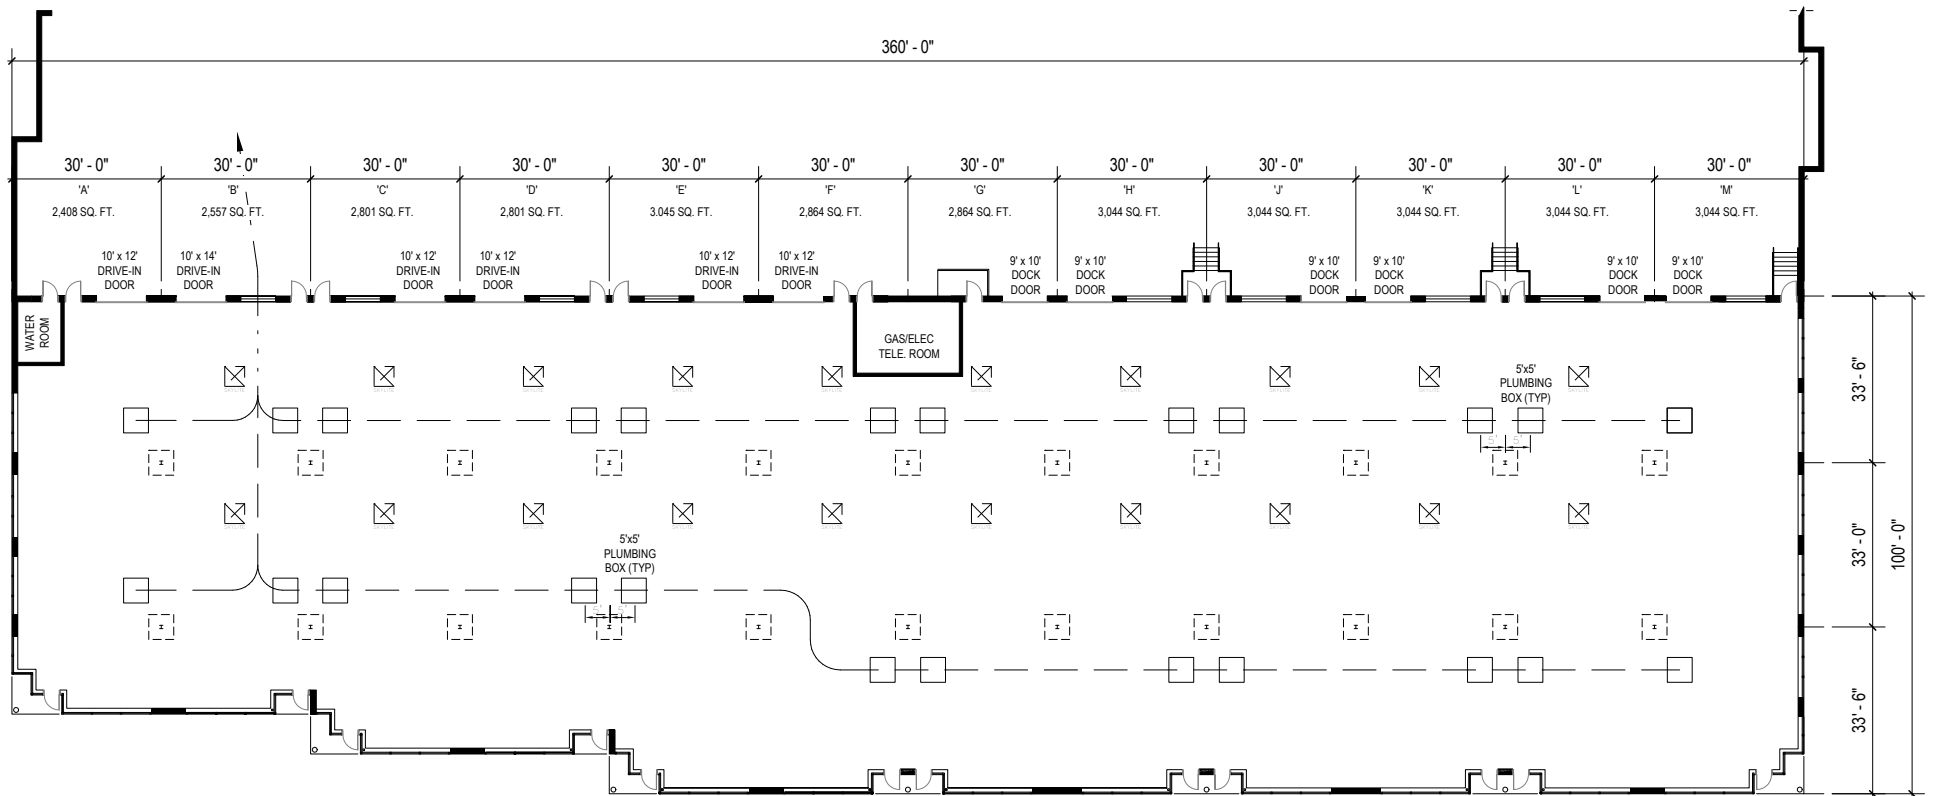 360' - 0"
30' - 0" 30' - 0" 30' - 0" 30' - 0" 30' - 0" 30' - 0" 30' - 0" 30' - 0" 30' - 0" 30' - 0" 30' - 0" 30' - 0"
'A' 'B' 'C' 'D' 'E' 'F' 'G' 'H' 'J' 'K' 'L' 'M'
2,408 SQ. FT. 2,557 SQ. FT. 2,801 SQ. FT. 2,801 SQ. FT. 3.045 SQ. FT. 2,864 SQ. FT. 2,864 SQ. FT. 3,044 SQ. FT. 3,044 SQ. FT. 3,044 SQ. FT. 3,044 SQ. FT. 3,044 SQ. FT.
10' x 12'
DRIVE-IN
DOOR
10' x 14'
DRIVE-IN
DOOR
10' x 12'
DRIVE-IN
DOOR
10' x 12'
DRIVE-IN
DOOR
10' x 12'
DRIVE-IN
DOOR
10' x 12'
DRIVE-IN
DOOR
9' x 10'
DOCK
DOOR
9' x 10'
DOCK
DOOR
9' x 10'
DOCK
DOOR
9' x 10'
DOCK
DOOR
9' x 10'
DOCK
DOOR
9' x 10'
DOCK
DOOR
WATER
ROOM
GAS/ELEC
TELE. ROOM
5'x5'
PLUMBING
BOX (TYP)
5' 5'
5'x5'
PLUMBING
BOX (TYP)
5' 5'
33' - 6"
33' - 0"
33' - 6"
100' - 0"